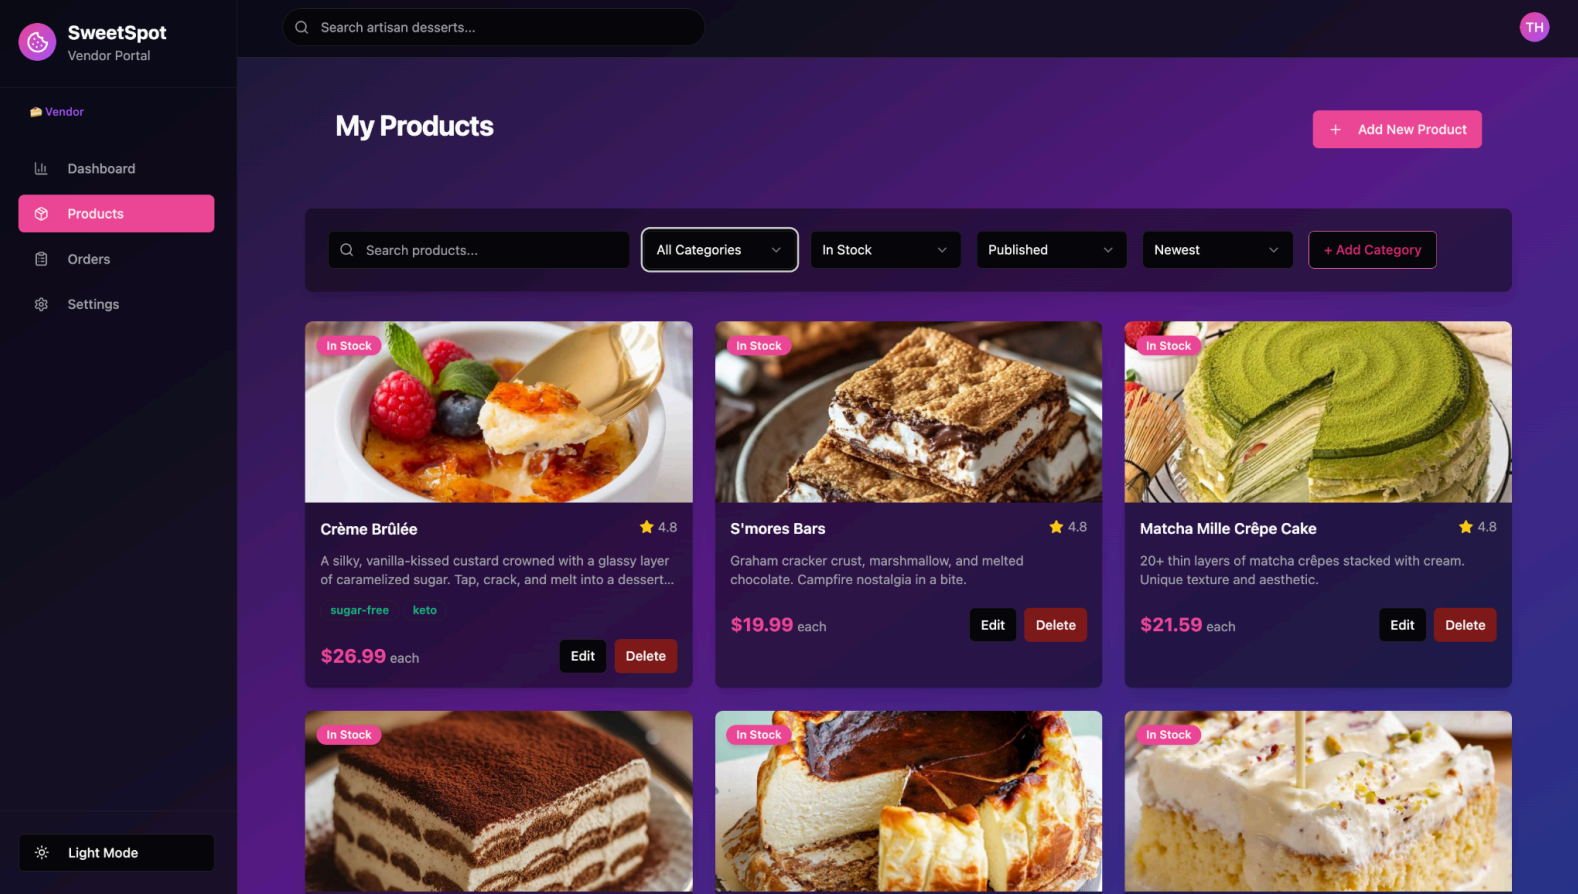 SweetSpot
Vendor Portal
Search artisan desserts...
TH
🍰 Vendor
Dashboard
Products
Orders
Settings
Light Mode
My Products
+ Add New Product
Search products...
All Categories
In Stock
Published
Newest
+ Add Category
In Stock
Crème Brûlée
4.8
A silky, vanilla-kissed custard crowned with a glassy layer
of caramelized sugar. Tap, crack, and melt into a dessert...
sugar-free keto
$26.99 each
Edit
Delete
In Stock
S'mores Bars
4.8
Graham cracker crust, marshmallow, and melted
chocolate. Campfire nostalgia in a bite.
$19.99 each
Edit
Delete
In Stock
Matcha Mille Crêpe Cake
4.8
20+ thin layers of matcha crêpes stacked with cream.
Unique texture and aesthetic.
$21.59 each
Edit
Delete
In Stock
In Stock
In Stock